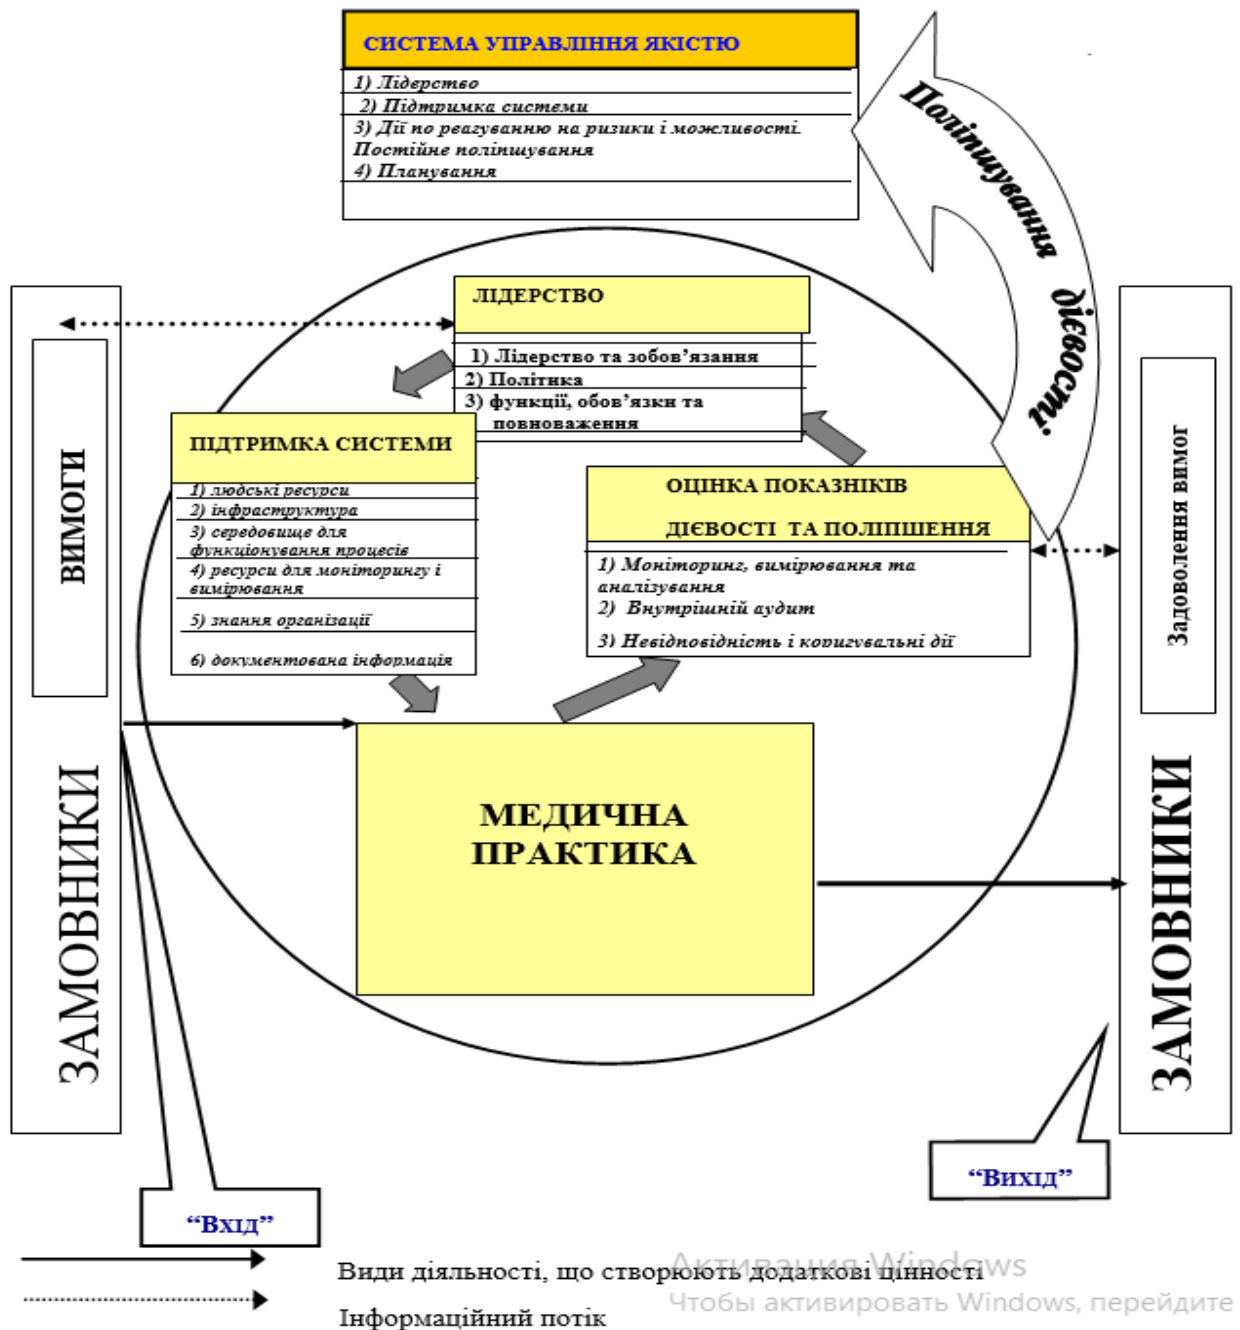 СИСТЕМА УПРАВЛІННЯ ЯКІСТЮ
1) Лідерство
2) Підтримка системи
3) Дії по реагуванню на ризики і можливості.
Постійне поліпшування
4) Планування
Поліпшування дієвості.
ЛІДЕРСТВО
1) Лідерство та зобов’язання
2) Політика
3) функції, обов’язки та
повноваження
ПІДТРИМКА СИСТЕМИ
1) людські ресурси
2) інфраструктура
3) середовище для
функціонування процесів
4) ресурси для моніторингу і
вимірювання
5) знання організації
6) документована інформація
ОЦІНКА ПОКАЗНІКІВ
ДІЄВОСТІ ТА ПОЛІПШЕННЯ
1) Моніторинг, вимірювання та
аналізування
2) Внутрішній аудит
3) Невідповідність і коригувальні дії
МЕДИЧНА
ПРАКТИКА
ВИМОГИ
ЗАМОВНИКИ
Задоволення вимог
ЗАМОВНИКИ
“Вхід”
“Вихід”
Види діяльності, що створюють додаткові цінності
Інформаційний потік
Активация Windows
Чтобы активировать Windows, перейдите